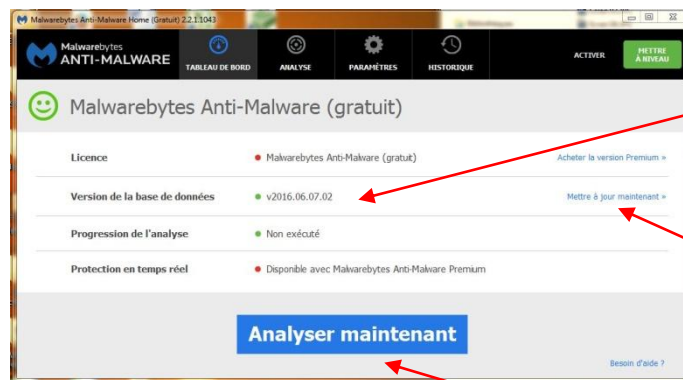 Malwarebytes Anti-Malware Home (Gratuit) 2.2.1.1043
Malwarebytes
ANTI-MALWARE
TABLEAU DE BORD
ANALYSE
PARAMÈTRES
HISTORIQUE
ACTIVER
METTRE
À NIVEAU
Malwarebytes Anti-Malware (gratuit)
Licence
Malwarebytes Anti-Malware (gratuit)
Acheter la version Premium »
Version de la base de données
v2016.06.07.02
Mettre à jour maintenant »
Progression de l'analyse
Non exécuté
Protection en temps réel
Disponible avec Malwarebytes Anti-Malware Premium
Analyser maintenant
Besoin d'aide ?